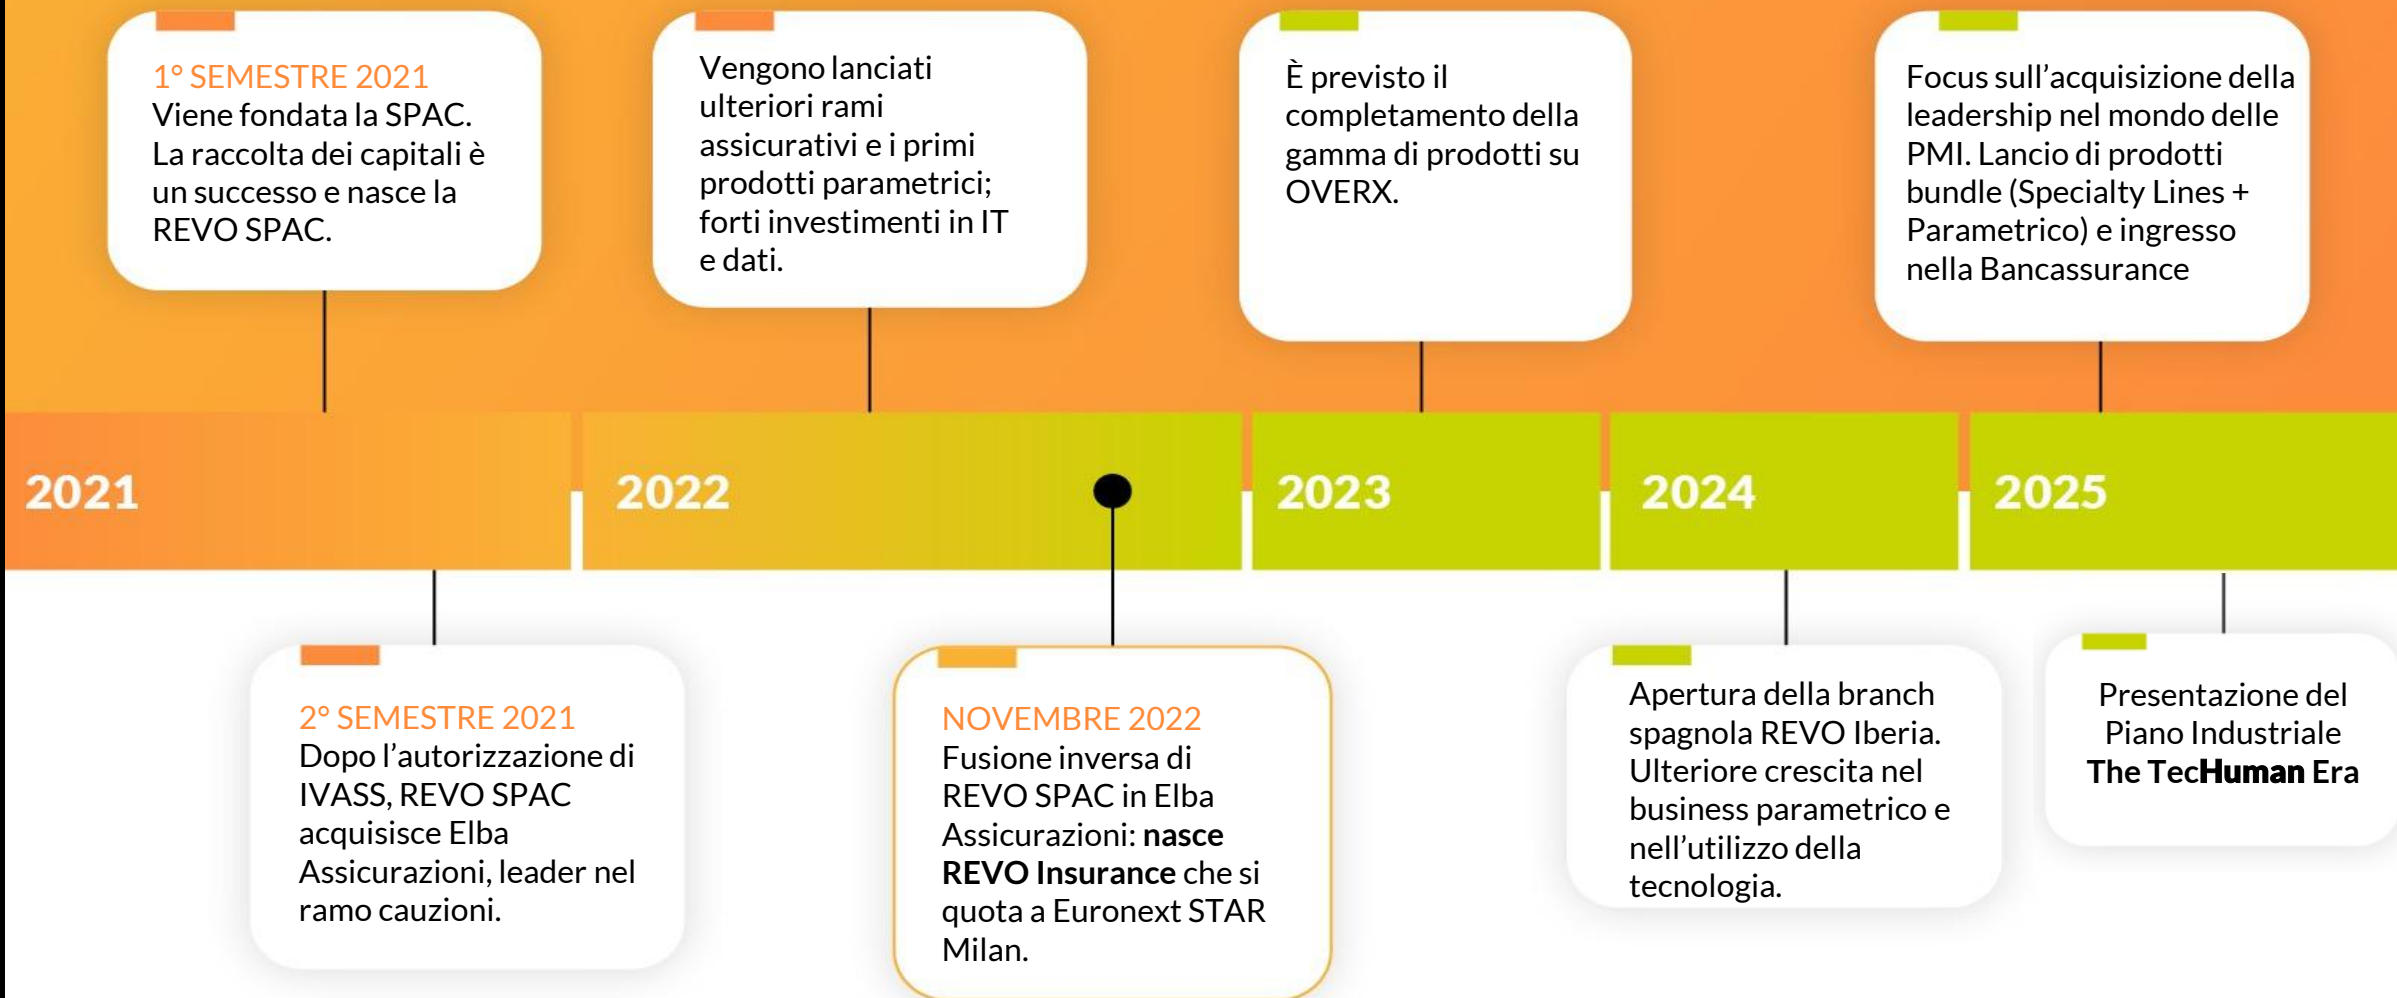 1° SEMESTRE 2021
Viene fondata la SPAC.
La raccolta dei capitali è
un successo e nasce la
REVO SPAC.
Vengono lanciati
ulteriori rami
assicurativi e i primi
prodotti parametrici;
forti investimenti in IT
e dati.
È previsto il
completamento della
gamma di prodotti su
OVERX.
Focus sull’acquisizione della
leadership nel mondo delle
PMI. Lancio di prodotti
bundle (Specialty Lines +
Parametrico) e ingresso
nella Bancassurance
2021
2022
2023
2024
2025
2° SEMESTRE 2021
Dopo l’autorizzazione di
IVASS, REVO SPAC
acquisisce Elba
Assicurazioni, leader nel
ramo cauzioni.
NOVEMBRE 2022
Fusione inversa di
REVO SPAC in Elba
Assicurazioni: nasce
REVO Insurance che si
quota a Euronext STAR
Milan.
Apertura della branch
spagnola REVO Iberia.
Ulteriore crescita nel
business parametrico e
nell’utilizzo della
tecnologia.
Presentazione del
Piano Industriale
The TecHuman Era